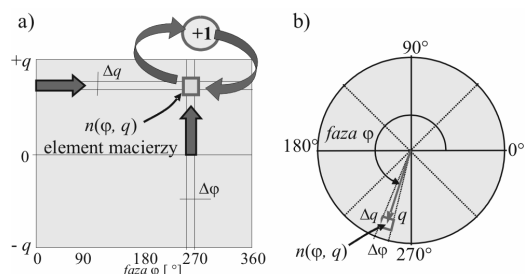 a)
+q
Δq
+1
n(φ, q)
element macierzy
0
Δφ
- q
0 90 180 270 360
faza φ [ °]
b)
90°
faza φ
180°
0°
Δq q
n(φ, q)
Δφ
270°